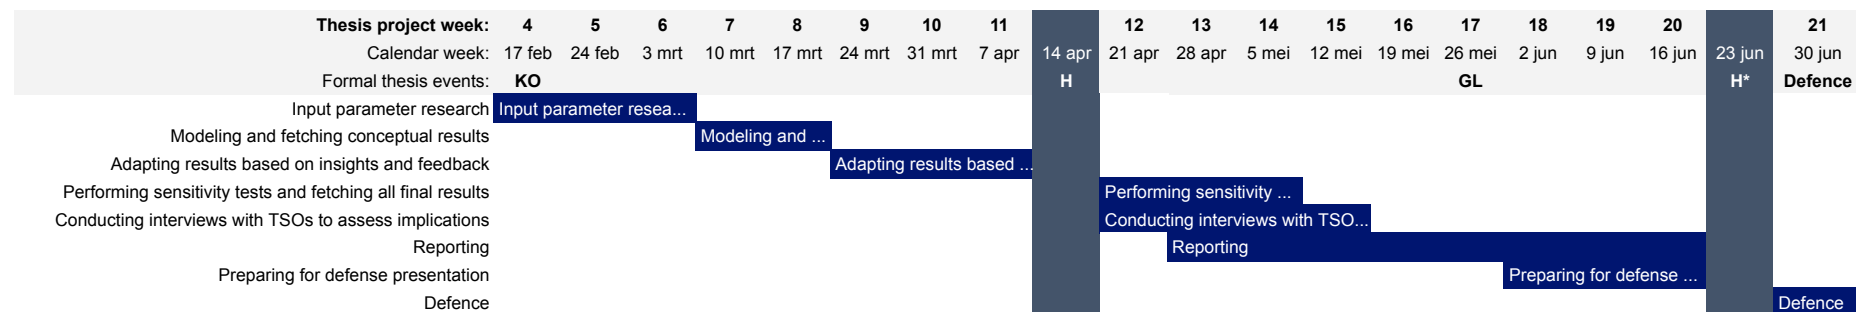 Thesis project week: 4 5 6 7 8 9 10 11 12 13 14 15 16 17 18 19 20 21
Calendar week: 17 feb 24 feb 3 mrt 10 mrt 17 mrt 24 mrt 31 mrt 7 apr 14 apr 21 apr 28 apr 5 mei 12 mei 19 mei 26 mei 2 jun 9 jun 16 jun 23 jun 30 jun
Formal thesis events: KO H GL H* Defence
Input parameter research Input parameter resea...
Modeling and fetching conceptual results Modeling and ...
Adapting results based on insights and feedback Adapting results based ...
Performing sensitivity tests and fetching all final results Performing sensitivity ...
Conducting interviews with TSOs to assess implications Conducting interviews with TSO...
Reporting Reporting
Preparing for defense presentation Preparing for defense ...
Defence Defence